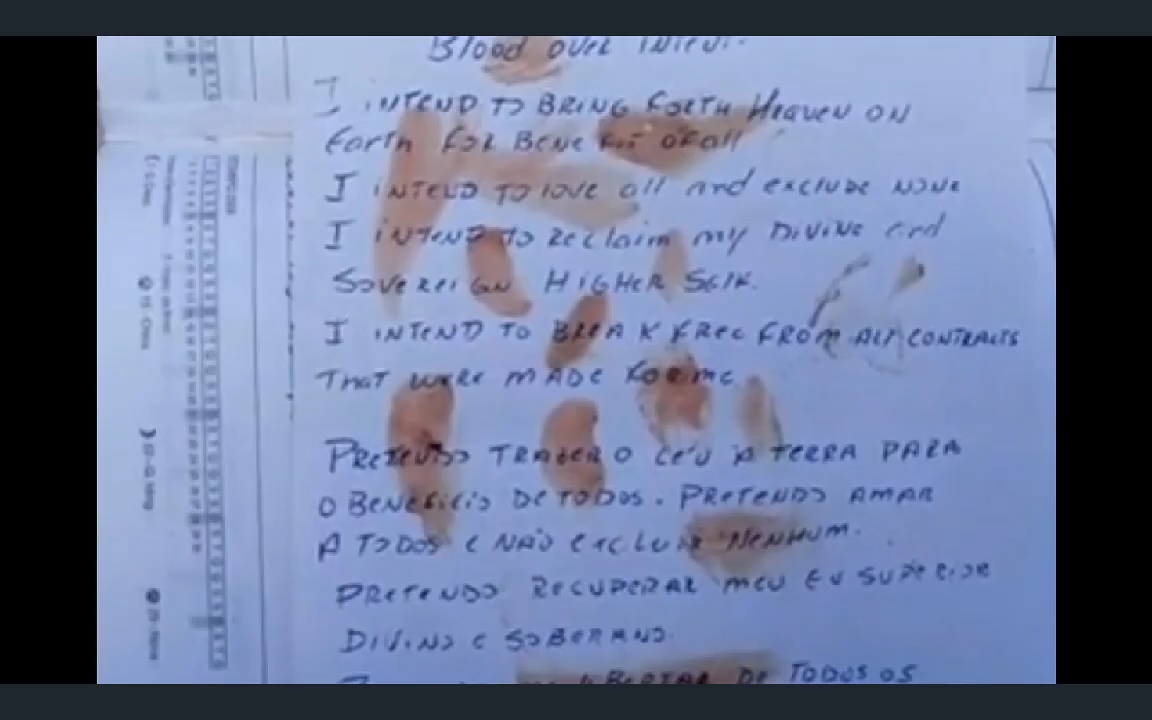 Blood over intent.
I INTEND TO BRING FORTH HEAVEN ON
Earth FOR BENEFIT OF all
I INTEND TO LOVE all and EXCLUDE NONE
I INTEND TO Reclaim my DIVINE and
SOVEREIGN HIGHER Self.
I INTEND TO BREAK FREE FROM ALL CONTRACTS
THAT WERE MADE FOR ME
PRETENDO TRAZER O CÉU À TERRA PARA
O BENEFICIO DE TODOS. PRETENDO AMAR
A TODOS E NÃO EXCLUIR NENHUM.
PRETENDO RECUPERAR MEU EU SUPERIOR
DIVINO E SOBERANO.
LIBERTAR DE TODOS OS